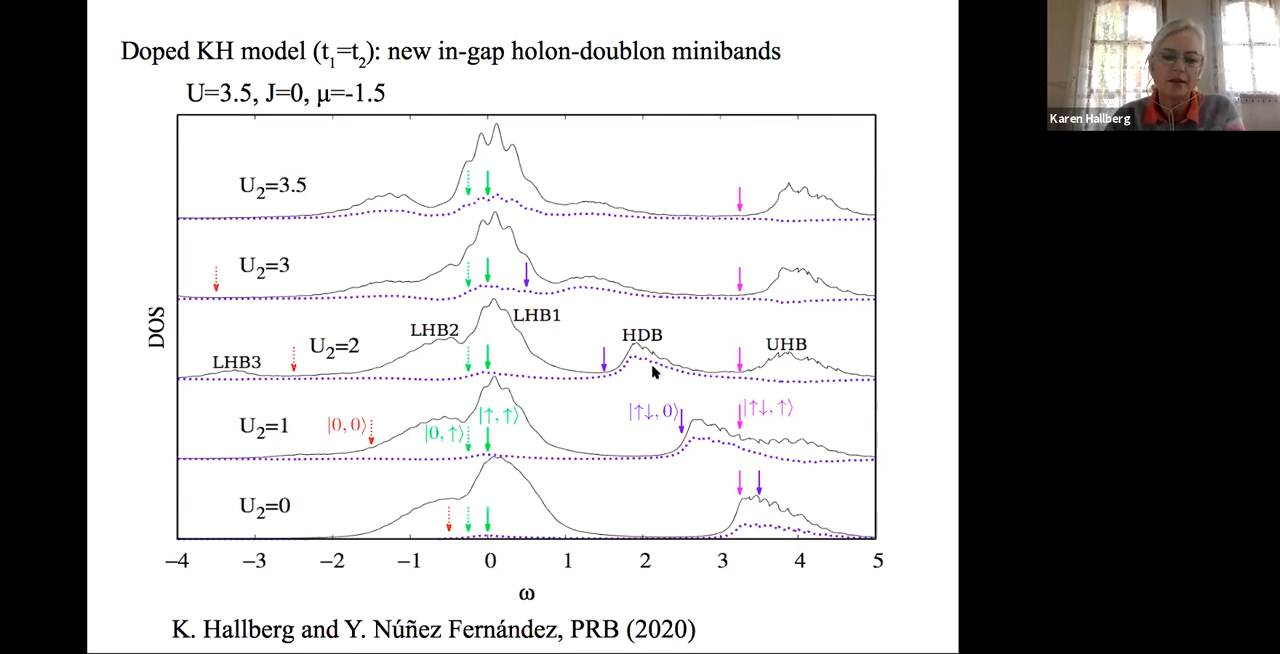 Doped KH model (t₁=t₂): new in-gap holon-doublon minibands
U=3.5, J=0, μ=-1.5
Karen Hallberg
U₂=3.5
U₂=3
LHB1
LHB2
HDB
UHB
U₂=2
LHB3
DOS
|↑↓, 0⟩
|↑↓, ↑⟩
|↑, ↑⟩
|0, 0⟩
|0, ↑⟩
U₂=1
U₂=0
−4 −3 −2 −1 0 1 2 3 4 5
ω
K. Hallberg and Y. Núñez Fernández, PRB (2020)